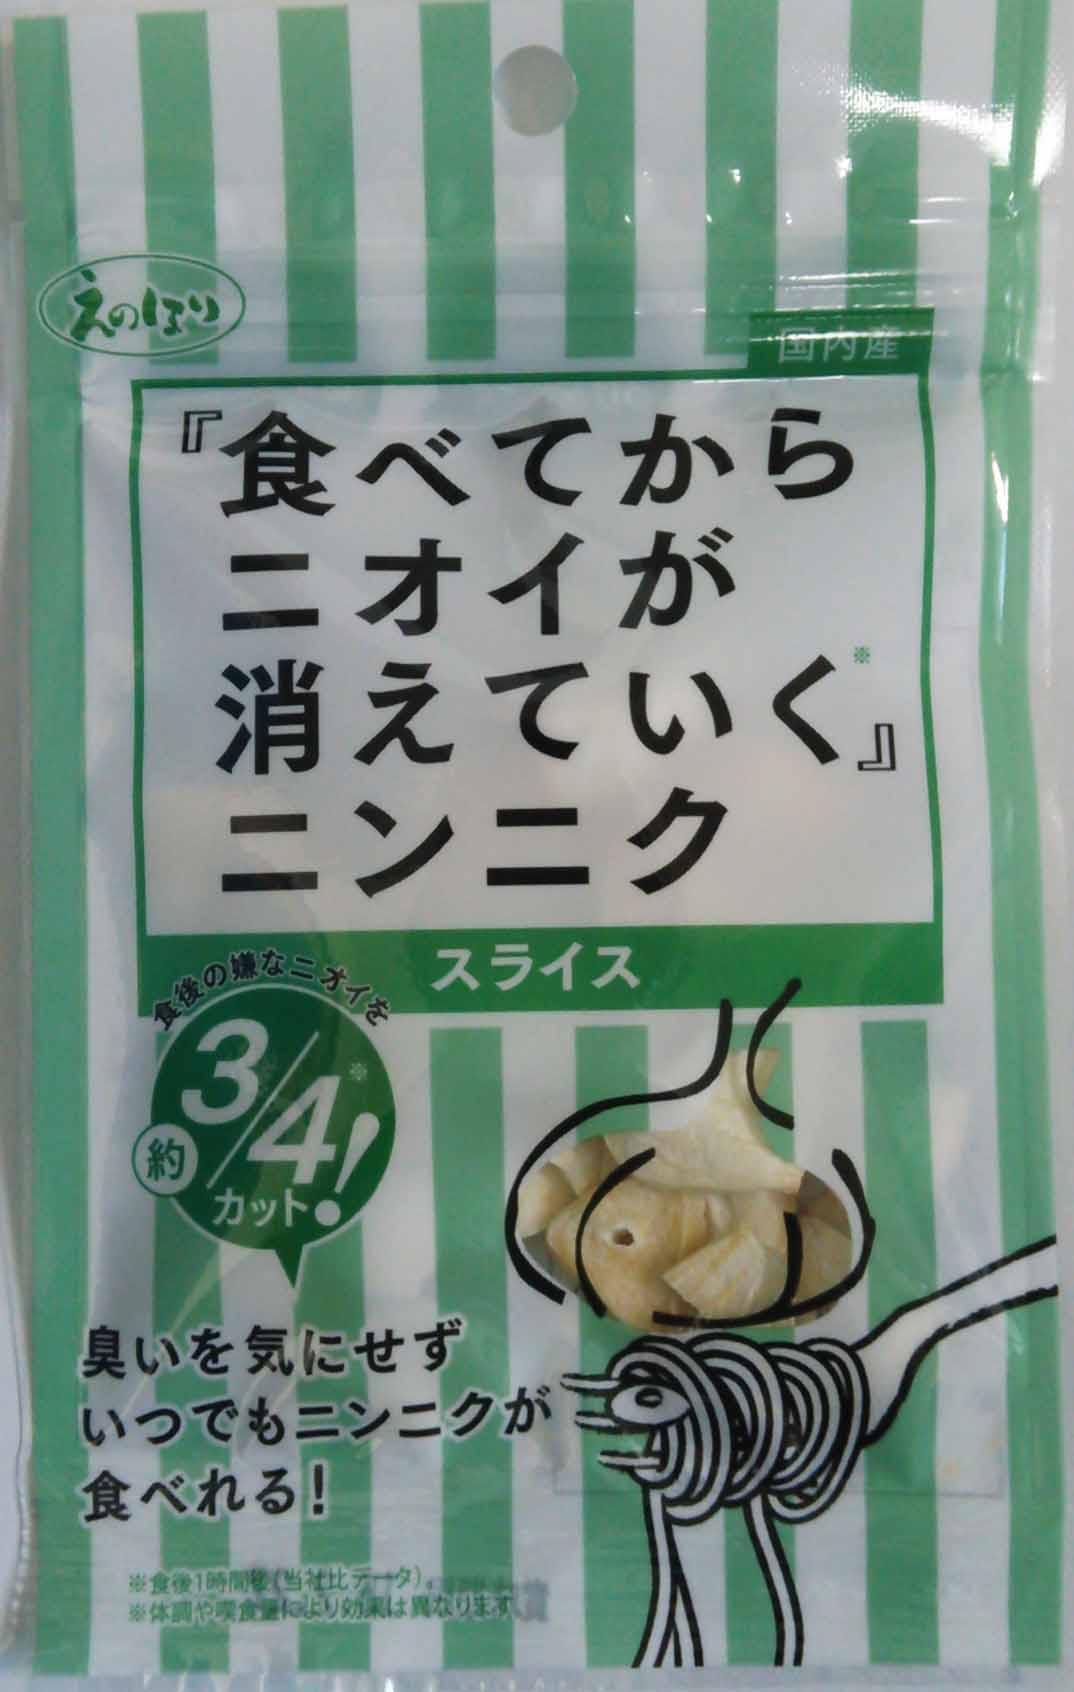 えのほり
国内産
『食べてから
ニオイが
消えていく※』
ニンニク
スライス
食後の嫌なニオイを
約3/4※
カット!
臭いを気にせず
いつでもニンニクが
食べれる!
※食後1時間後(当社比データ)。
※体調や喫食量により効果は異なります